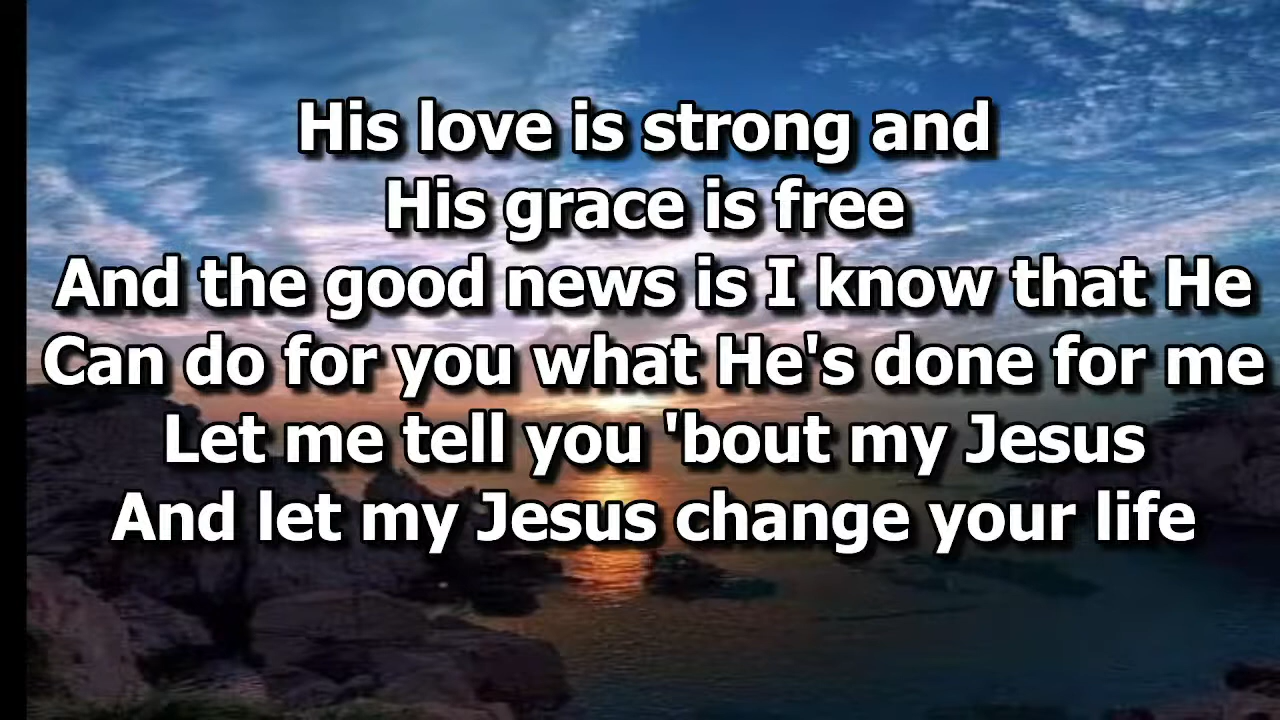 His love is strong and
His grace is free
And the good news is I know that He
Can do for you what He's done for me
Let me tell you 'bout my Jesus
And let my Jesus change your life